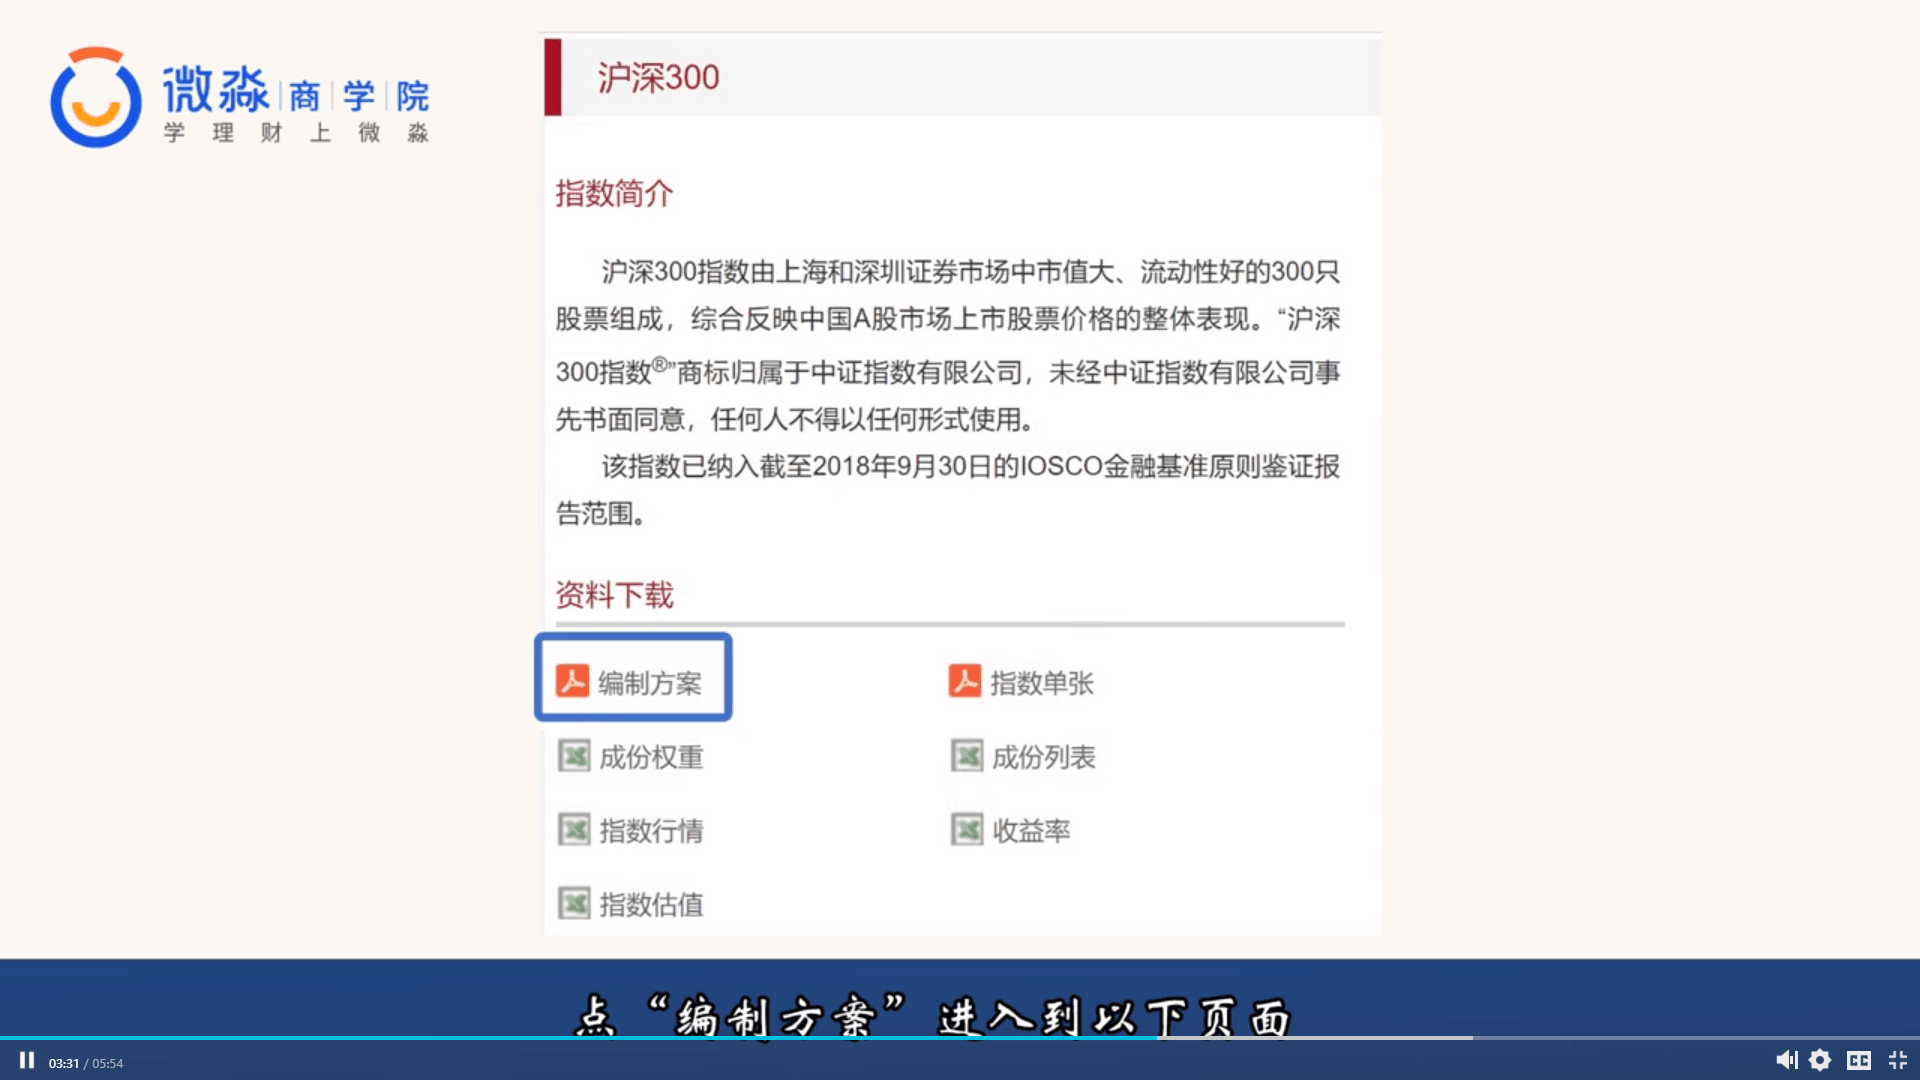 微淼 商 学 院
学 理 财 上 微 淼
沪深300
指数简介
沪深300指数由上海和深圳证券市场中市值大、流动性好的300只
股票组成，综合反映中国A股市场上市股票价格的整体表现。“沪深
300指数®”商标归属于中证指数有限公司，未经中证指数有限公司事
先书面同意，任何人不得以任何形式使用。
该指数已纳入截至2018年9月30日的IOSCO金融基准原则鉴证报
告范围。
资料下载
编制方案 指数单张
成份权重 成份列表
指数行情 收益率
指数估值
点“编制方案”进入到以下页面
03:31 / 05:54
CC